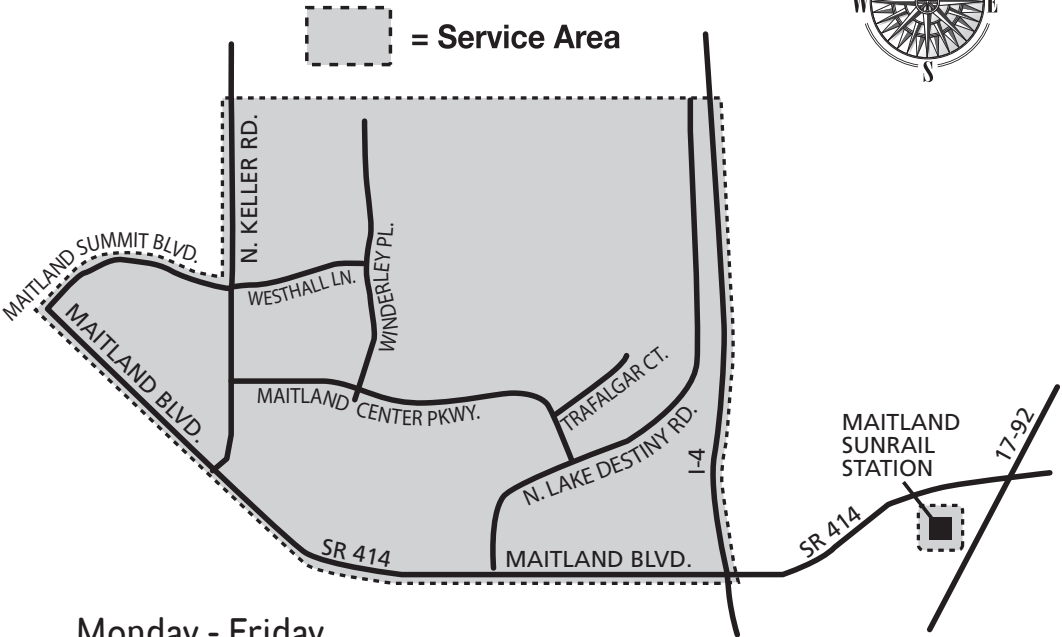 = Service Area
W
E
S
N. KELLER RD.
MAITLAND SUMMIT BLVD.
WESTHALL LN.
WINDERLEY PL.
MAITLAND BLVD.
MAITLAND CENTER PKWY.
TRAFALGAR CT.
N. LAKE DESTINY RD.
I-4
MAITLAND
SUNRAIL
STATION
17-92
SR 414
SR 414
MAITLAND BLVD.
Monday - Friday